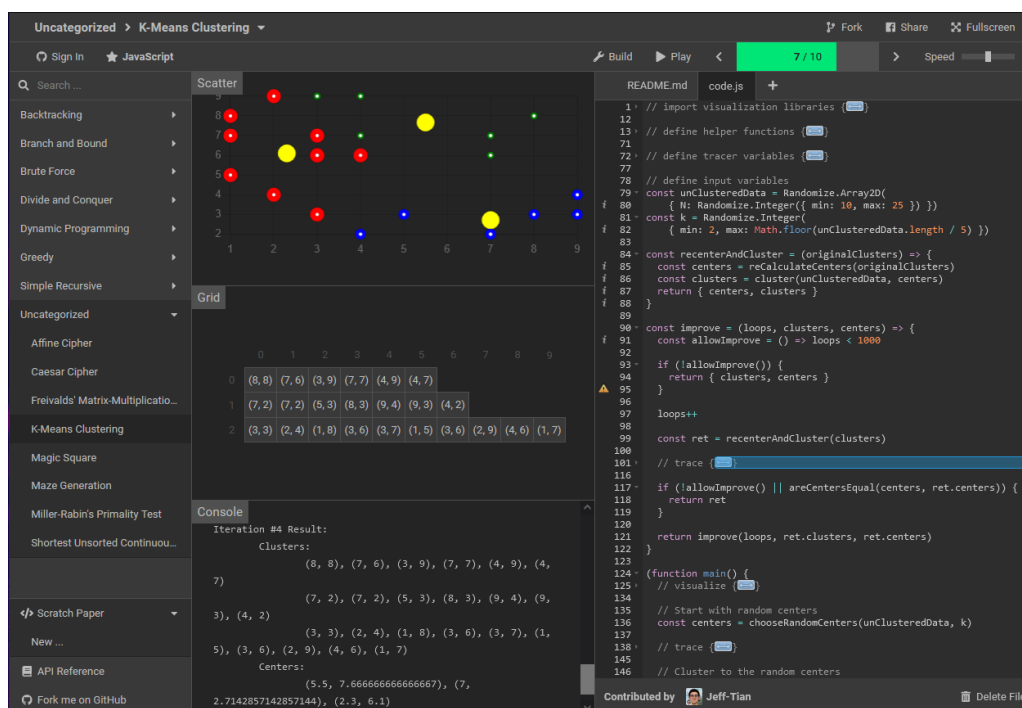 Uncategorized > K-Means Clustering
Fork
Share
Fullscreen
Sign In
JavaScript
Build
Play
7 / 10
Speed
Search ...
Backtracking
Branch and Bound
Brute Force
Divide and Conquer
Dynamic Programming
Greedy
Simple Recursive
Uncategorized
Affine Cipher
Caesar Cipher
Freivalds' Matrix-Multiplicatio...
K-Means Clustering
Magic Square
Maze Generation
Miller-Rabin's Primality Test
Shortest Unsorted Continuou...
</> Scratch Paper
New ...
API Reference
Fork me on GitHub
Scatter
9
8
7
6
5
4
3
2
1 2 3 4 5 6 7 8 9
Grid
0 1 2 3 4 5 6 7 8 9
0 (8, 8) (7, 6) (3, 9) (7, 7) (4, 9) (4, 7)
1 (7, 2) (7, 2) (5, 3) (8, 3) (9, 4) (9, 3) (4, 2)
2 (3, 3) (2, 4) (1, 8) (3, 6) (3, 7) (1, 5) (3, 6) (2, 9) (4, 6) (1, 7)
Console
Iteration #4 Result:
Clusters:
(8, 8), (7, 6), (3, 9), (7, 7), (4, 9), (4,
7)
(7, 2), (7, 2), (5, 3), (8, 3), (9, 4), (9,
3), (4, 2)
(3, 3), (2, 4), (1, 8), (3, 6), (3, 7), (1,
5), (3, 6), (2, 9), (4, 6), (1, 7)
Centers:
(5.5, 7.666666666666667), (7,
2.7142857142857144), (2.3, 6.1)
README.md
code.js
+
1 // import visualization libraries {
12
13 // define helper functions {
71
72 // define tracer variables {
77
78 // define input variables
79 const unClusteredData = Randomize.Array2D(
80 { N: Randomize.Integer({ min: 10, max: 25 }) })
81 const k = Randomize.Integer(
82 { min: 2, max: Math.floor(unClusteredData.length / 5) })
83
84 const recenterAndCluster = (originalClusters) => {
85 const centers = reCalculateCenters(originalClusters)
86 const clusters = cluster(unClusteredData, centers)
87 return { centers, clusters }
88 }
89
90 const improve = (loops, clusters, centers) => {
91 const allowImprove = () => loops < 1000
92
93 if (!allowImprove()) {
94 return { clusters, centers }
95 }
96
97 loops++
98
99 const ret = recenterAndCluster(clusters)
100
101 // trace {
116
117 if (!allowImprove() || areCentersEqual(centers, ret.centers)) {
118 return ret
119 }
120
121 return improve(loops, ret.clusters, ret.centers)
122 }
123
124 (function main() {
125 // visualize {
134
135 // Start with random centers
136 const centers = chooseRandomCenters(unClusteredData, k)
137
138 // trace {
145
146 // Cluster to the random centers
Contributed by Jeff-Tian
Delete File